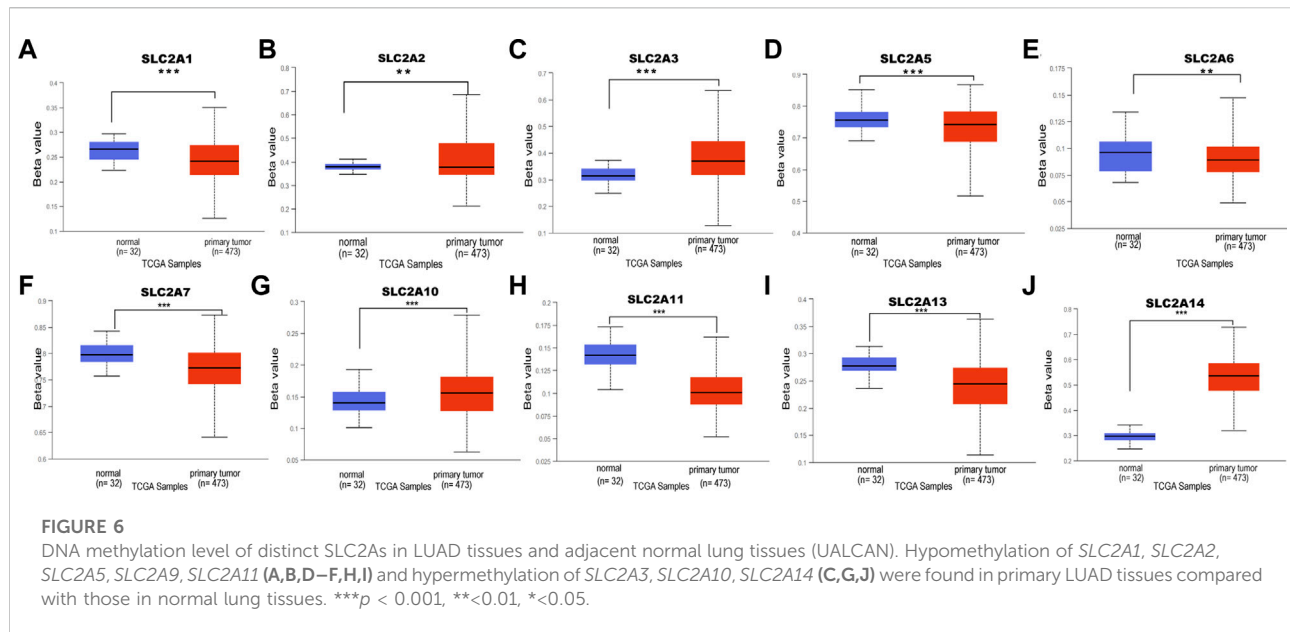 A
SLC2A1
***
Beta value
0.4
0.35
0.3
0.25
0.2
0.15
0.1
normal
(n= 32)
primary tumor
(n= 473)
TCGA Samples
B
SLC2A2
**
Beta value
0.8
0.7
0.6
0.5
0.4
0.3
0.2
0.1
normal
(n= 32)
primary tumor
(n= 473)
TCGA Samples
C
SLC2A3
***
Beta value
0.7
0.6
0.5
0.4
0.3
0.2
0.1
normal
(n= 32)
primary tumor
(n= 473)
TCGA Samples
D
SLC2A5
***
Beta value
0.9
0.8
0.7
0.6
0.5
0.4
normal
(n= 32)
primary tumor
(n= 473)
TCGA Samples
E
SLC2A6
**
Beta value
0.175
0.15
0.125
0.1
0.075
0.05
0.025
normal
(n= 32)
primary tumor
(n= 473)
TCGA Samples
F
SLC2A7
***
Beta value
0.9
0.85
0.8
0.75
0.7
0.65
0.6
normal
(n= 32)
primary tumor
(n= 473)
TCGA Samples
G
SLC2A10
***
Beta value
0.3
0.25
0.2
0.15
0.1
0.05
normal
(n= 32)
primary tumor
(n= 473)
TCGA Samples
H
SLC2A11
***
Beta value
0.2
0.175
0.15
0.125
0.1
0.075
0.05
0.025
normal
(n= 32)
primary tumor
(n= 473)
TCGA Samples
I
SLC2A13
***
Beta value
0.4
0.35
0.3
0.25
0.2
0.15
0.1
normal
(n= 32)
primary tumor
(n= 473)
TCGA Samples
J
SLC2A14
***
Beta value
0.8
0.7
0.6
0.5
0.4
0.3
0.2
normal
(n= 32)
primary tumor
(n= 473)
TCGA Samples
FIGURE 6
DNA methylation level of distinct SLC2As in LUAD tissues and adjacent normal lung tissues (UALCAN). Hypomethylation of SLC2A1, SLC2A2,
SLC2A5, SLC2A9, SLC2A11 (A,B,D–F,H,I) and hypermethylation of SLC2A3, SLC2A10, SLC2A14 (C,G,J) were found in primary LUAD tissues compared
with those in normal lung tissues. ***p < 0.001, **<0.01, *<0.05.